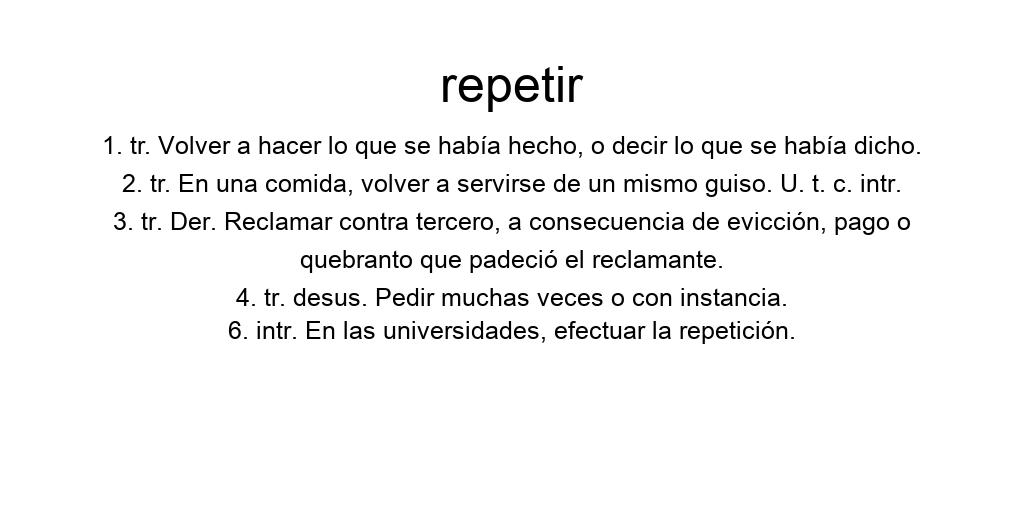 repetir
1. tr. Volver a hacer lo que se había hecho, o decir lo que se había dicho.
2. tr. En una comida, volver a servirse de un mismo guiso. U. t. c. intr.
3. tr. Der. Reclamar contra tercero, a consecuencia de evicción, pago o
quebranto que padeció el reclamante.
4. tr. desus. Pedir muchas veces o con instancia.
6. intr. En las universidades, efectuar la repetición.